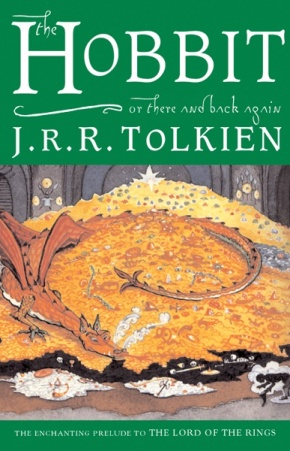 the
HOBBIT
or there and back again
J.R.R. TOLKIEN
THE ENCHANTING PRELUDE TO THE LORD OF THE RINGS